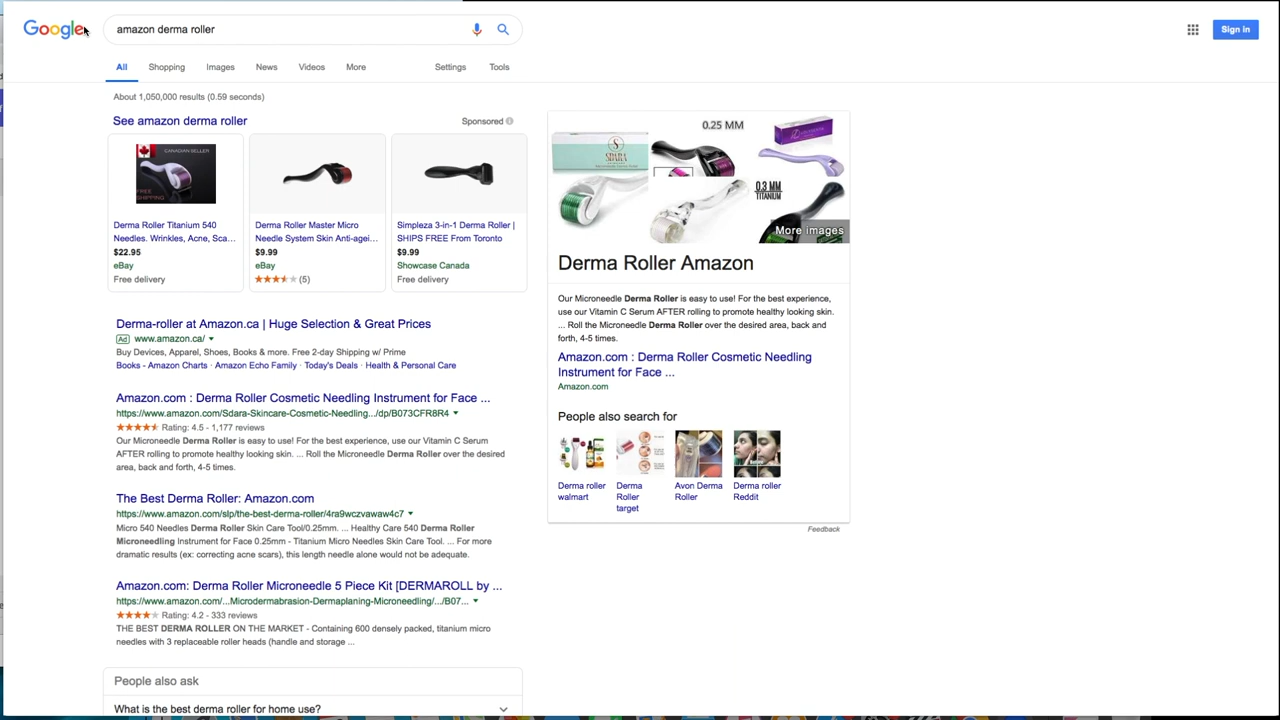 Google
amazon derma roller
Sign in
All
Shopping
Images
News
Videos
More
Settings
Tools
About 1,050,000 results (0.59 seconds)
See amazon derma roller
Sponsored
CANADIAN SELLER
FREE
SHIPPING
Derma Roller Titanium 540
Needles. Wrinkles, Acne, Sca...
$22.95
eBay
Free delivery
Derma Roller Master Micro
Needle System Skin Anti-agei...
$9.99
eBay
(5)
Simpleza 3-in-1 Derma Roller |
SHIPS FREE From Toronto
$9.99
Showcase Canada
Free delivery
Derma-roller at Amazon.ca | Huge Selection & Great Prices
Ad www.amazon.ca/
Buy Devices, Apparel, Shoes, Books & more. Free 2-day Shipping w/ Prime
Books - Amazon Charts · Amazon Echo Family · Today's Deals · Health & Personal Care
Amazon.com : Derma Roller Cosmetic Needling Instrument for Face ...
https://www.amazon.com/Sdara-Skincare-Cosmetic-Needling.../dp/B073CFR8R4
Rating: 4.5 - 1,177 reviews
Our Microneedle Derma Roller is easy to use! For the best experience, use our Vitamin C Serum
AFTER rolling to promote healthy looking skin. ... Roll the Microneedle Derma Roller over the desired
area, back and forth, 4-5 times.
The Best Derma Roller: Amazon.com
https://www.amazon.com/slp/the-best-derma-roller/4ra9wczvawaw4c7
Micro 540 Needles Derma Roller Skin Care Tool/0.25mm. ... Healthy Care 540 Derma Roller
Microneedling Instrument for Face 0.25mm - Titanium Micro Needles Skin Care Tool. ... For more
dramatic results (ex: correcting acne scars), this length needle alone would not be adequate.
Amazon.com: Derma Roller Microneedle 5 Piece Kit [DERMAROLL by ...
https://www.amazon.com/...Microdermabrasion-Dermaplaning-Microneedling/.../B07...
Rating: 4.2 - 333 reviews
THE BEST DERMA ROLLER ON THE MARKET - Containing 600 densely packed, titanium micro
needles with 3 replaceable roller heads (handle and storage ...
People also ask
What is the best derma roller for home use?
SDARA
0.25 MM
0.3 MM
TITANIUM
More images
Derma Roller Amazon
Our Microneedle Derma Roller is easy to use! For the best experience,
use our Vitamin C Serum AFTER rolling to promote healthy looking skin.
... Roll the Microneedle Derma Roller over the desired area, back and
forth, 4-5 times.
Amazon.com : Derma Roller Cosmetic Needling
Instrument for Face ...
Amazon.com
People also search for
Derma roller
walmart
Derma
Roller
target
Avon Derma
Roller
Derma roller
Reddit
Feedback